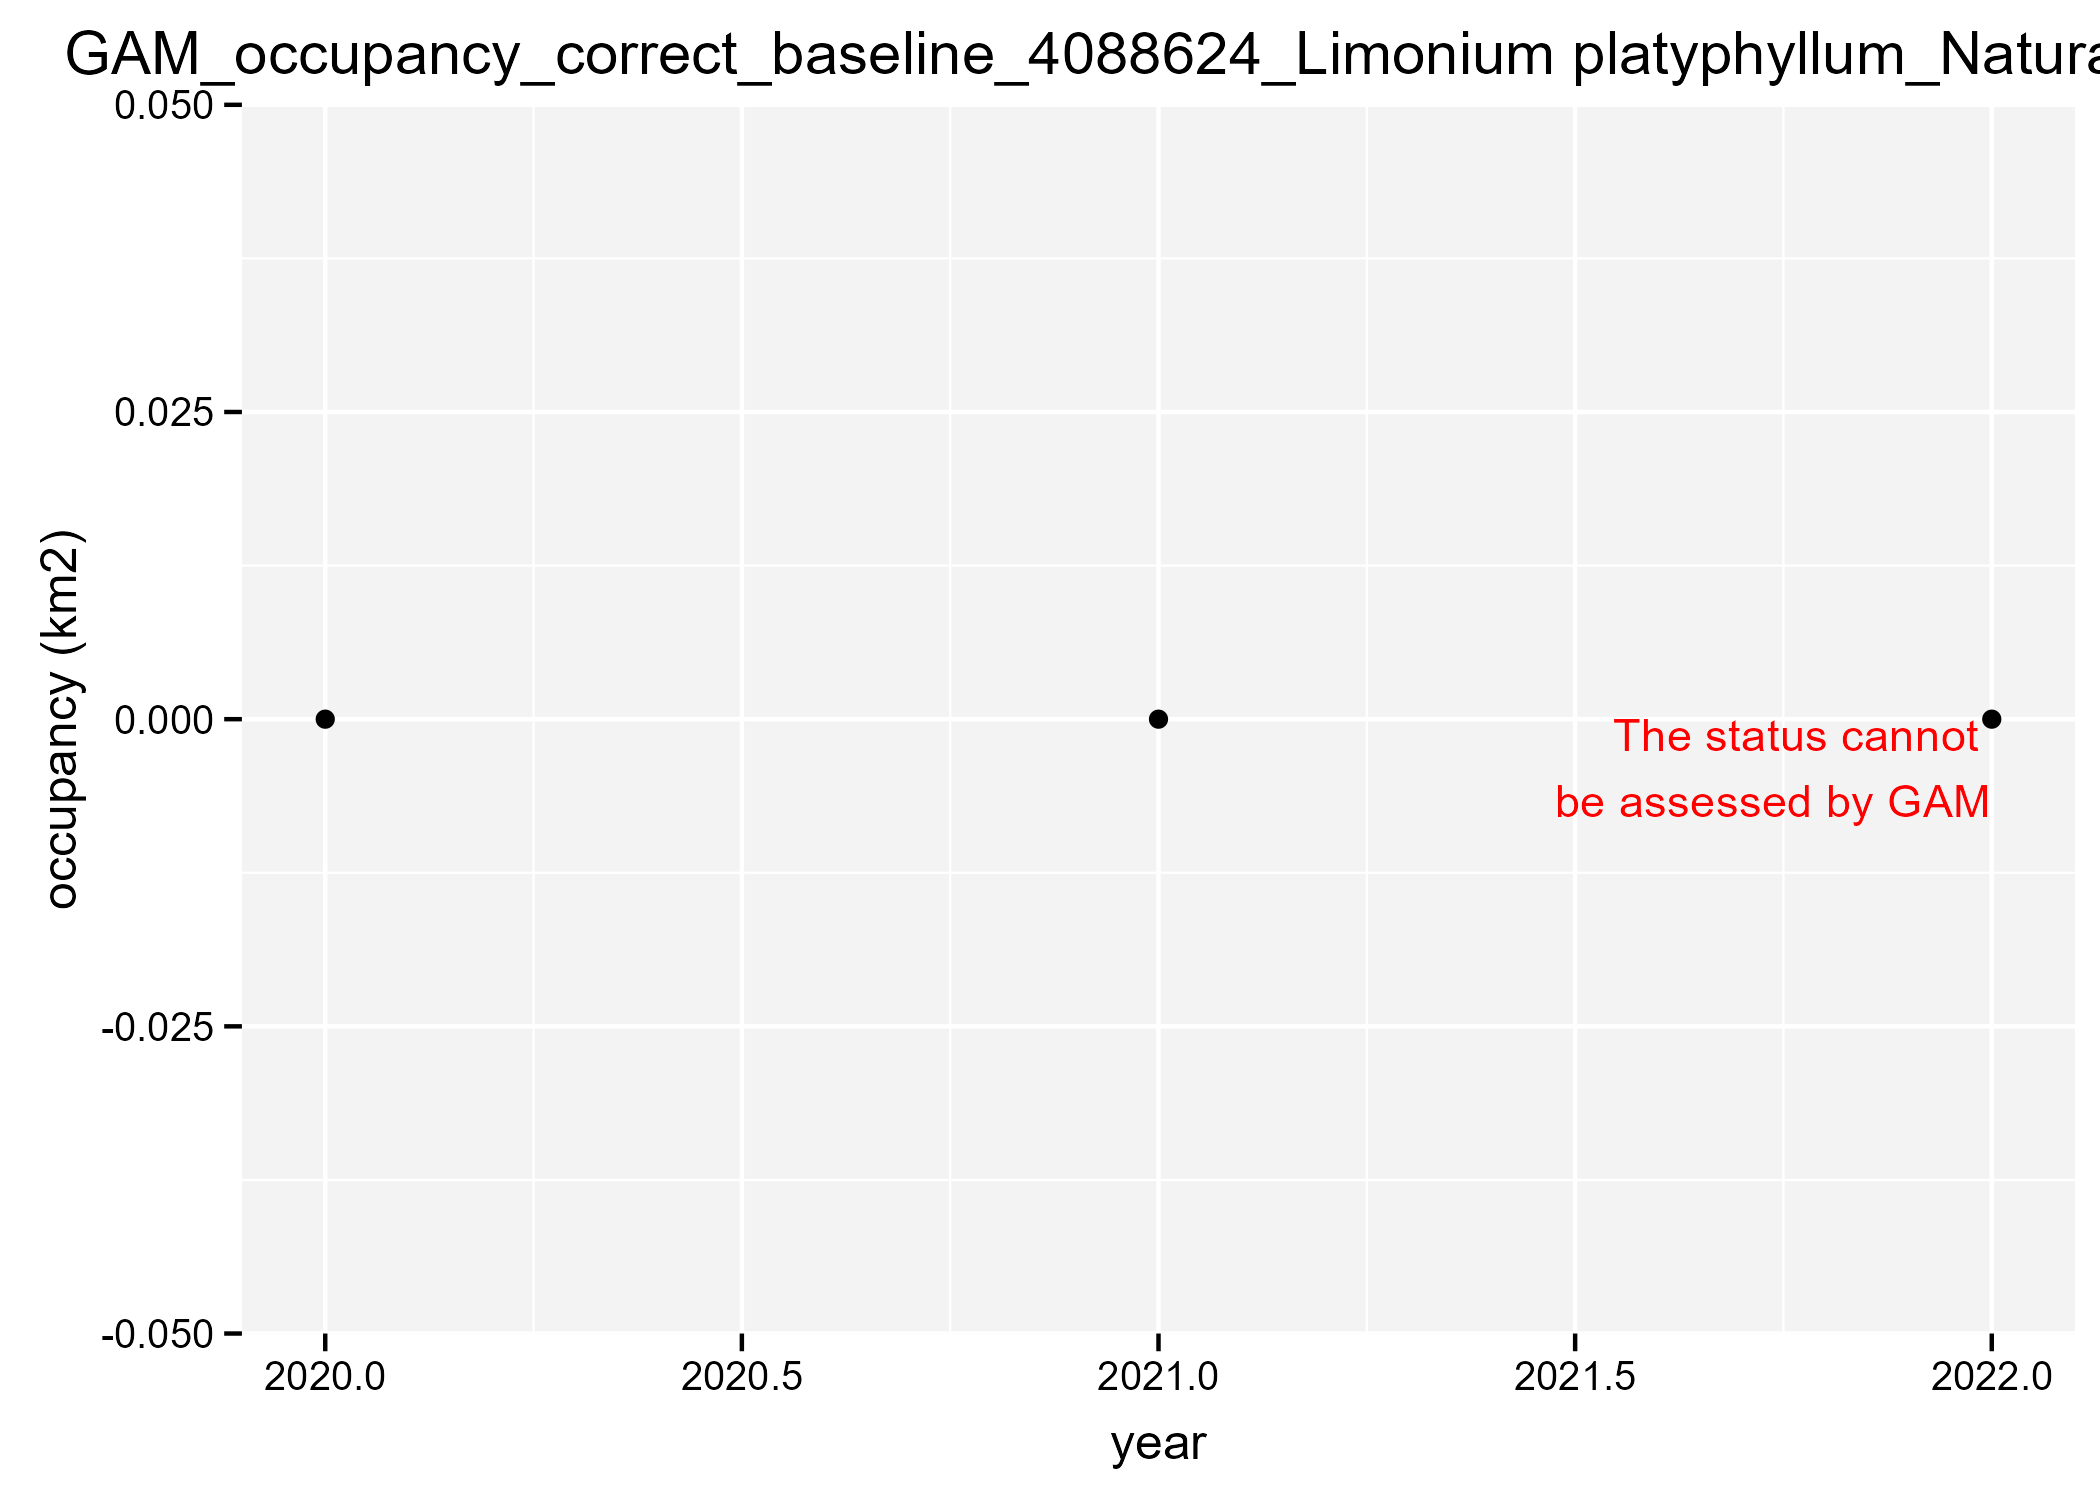 GAM_occupancy_correct_baseline_4088624_Limonium platyphyllum_Natura
0.050
0.025
0.000
-0.025
-0.050
occupancy (km2)
The status cannot
be assessed by GAM
2020.0 2020.5 2021.0 2021.5 2022.0
year